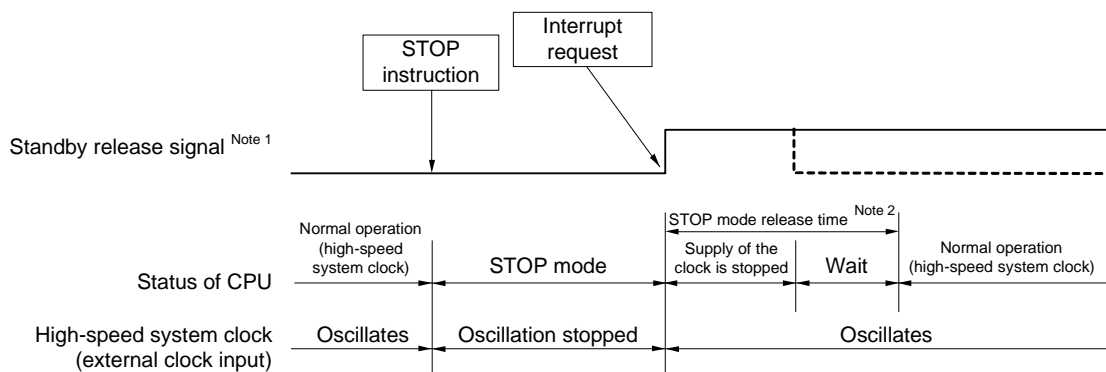 Interrupt
request
STOP
instruction
Standby release signal Note 1
STOP mode release time Note 2
Normal operation
(high-speed
system clock)
Supply of the
clock is stopped
Normal operation
(high-speed system clock)
Status of CPU
STOP mode
Wait
High-speed system clock
(external clock input)
Oscillates
Oscillation stopped
Oscillates